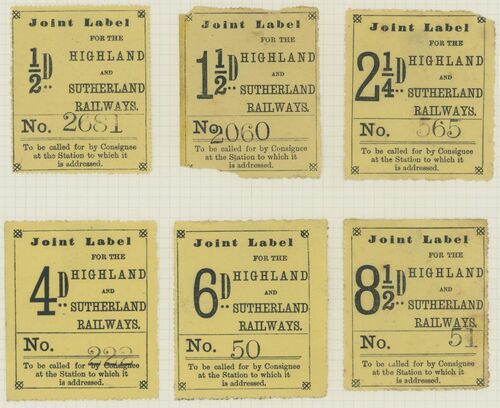 Joint Label
FOR THE
½D HIGHLAND
AND
SUTHERLAND
RAILWAYS.
No. 2681
To be called for by Consignee
at the Station to which it
is addressed.
Joint Label
FOR THE
1½D HIGHLAND
AND
SUTHERLAND
RAILWAYS.
No. 2060
To be called for by Consignee
at the Station to which it
is addressed.
Joint Label
FOR THE
2¼D HIGHLAND
AND
SUTHERLAND
RAILWAYS.
No. 565
To be called for by Consignee
at the Station to which it
is addressed.
Joint Label
FOR THE
4D HIGHLAND
AND
SUTHERLAND
RAILWAYS.
No. 222
To be called for by Consignee
at the Station to which it
is addressed.
Joint Label
FOR THE
6D HIGHLAND
AND
SUTHERLAND
RAILWAYS.
No. 50
To be called for by Consignee
at the Station to which it
is addressed.
Joint Label
FOR THE
8½D HIGHLAND
AND
SUTHERLAND
RAILWAYS.
No. 51
To be called for by Consignee
at the Station to which it
is addressed.